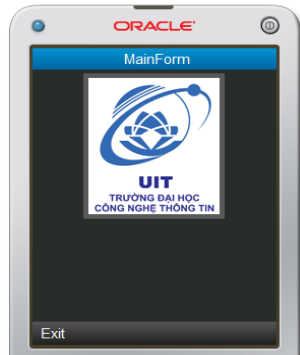 ORACLE
MainForm
UIT
TRƯỜNG ĐẠI HỌC
CÔNG NGHỆ THÔNG TIN
Exit